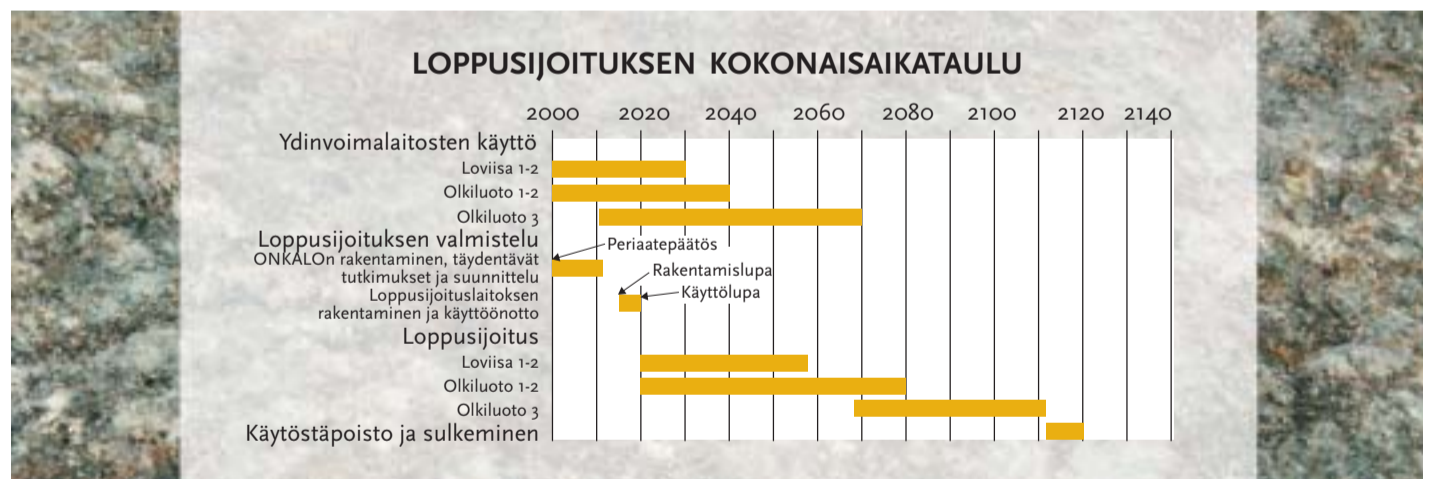 LOPPUSIJOITUKSEN KOKONAISAIKATAULU
2000 2020 2040 2060 2080 2100 2120 2140
Ydinvoimalaitosten käyttö
Loviisa 1-2
Olkiluoto 1-2
Olkiluoto 3
Loppusijoituksen valmistelu
Periaatepäätös
ONKALOn rakentaminen, täydentävät
tutkimukset ja suunnittelu
Rakentamislupa
Loppusijoituslaitoksen
rakentaminen ja käyttöönotto
Käyttölupa
Loppusijoitus
Loviisa 1-2
Olkiluoto 1-2
Olkiluoto 3
Käytöstäpoisto ja sulkeminen